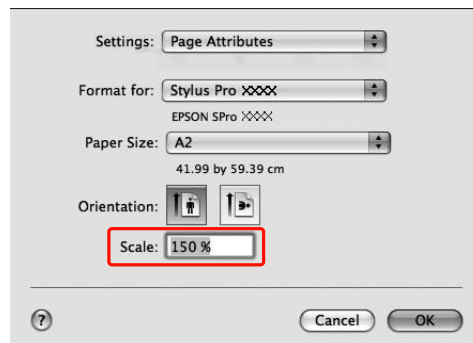 Settings: Page Attributes
Format for: Stylus Pro XXXX
EPSON SPro XXXX
Paper Size: A2
41.99 by 59.39 cm
Orientation:
Scale: 150 %
? Cancel OK